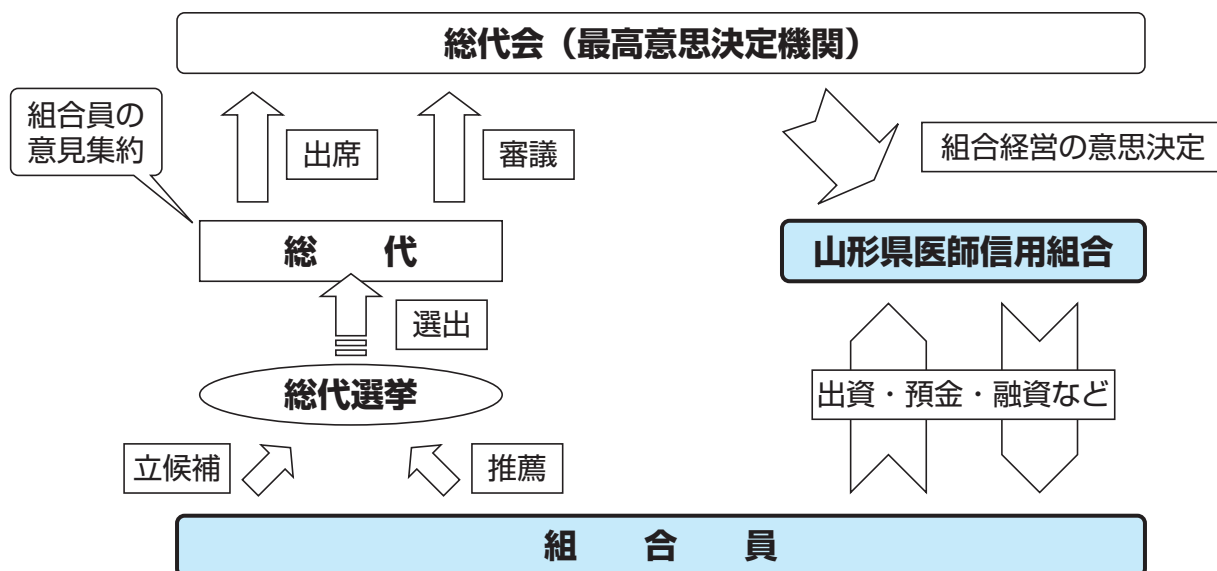 総代会（最高意思決定機関）
組合員の
意見集約
出席
審議
組合経営の意思決定
総　代
山形県医師信用組合
選出
総代選挙
出資・預金・融資など
立候補
推薦
組　合　員